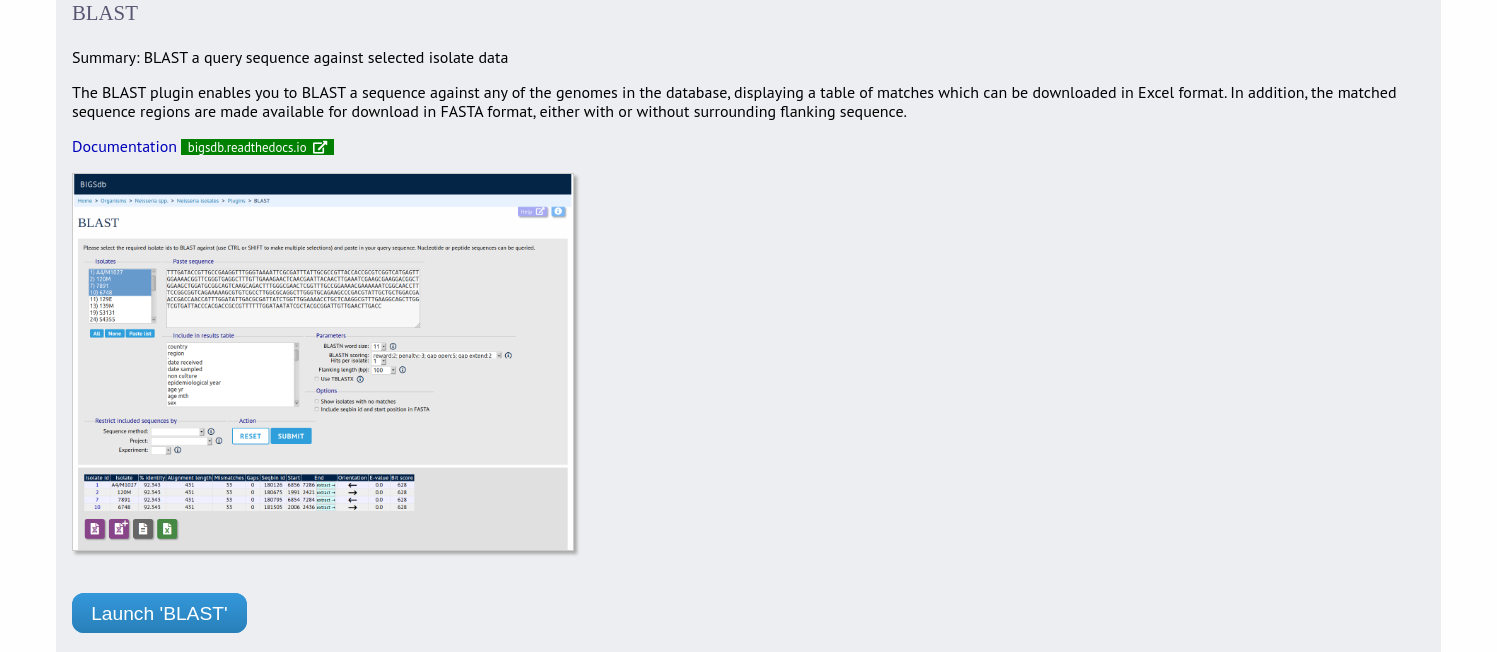 BLAST
Summary: BLAST a query sequence against selected isolate data
The BLAST plugin enables you to BLAST a sequence against any of the genomes in the database, displaying a table of matches which can be downloaded in Excel format. In addition, the matched
sequence regions are made available for download in FASTA format, either with or without surrounding flanking sequence.
Documentation bigsdb.readthedocs.io
BIGSdb
Home > Organisms > Neisseria spp. > Neisseria isolates > Plugins > BLAST
Help
BLAST
Please select the required isolate ids to BLAST against (use CTRL or SHIFT to make multiple selections) and paste in your query sequence. Nucleotide or peptide sequences can be queried.
Isolates
1) A4/M1027
2) 120M
7) 7891
10) 6748
11) 129E
13) 139M
19) S3131
24) S4355
All None Paste list
Paste sequence
Include in results table
country
region
date received
date sampled
non culture
epidemiological year
age yr
age mth
sex
Parameters
BLASTN word size: 11
BLASTN scoring: reward:2; penalty:-3; gap open:5; gap extend:2
Hits per isolate: 1
Flanking length (bp): 100
Use TBLASTX
Options
Show isolates with no matches
Include seqbin id and start position in FASTA
Restrict included sequences by
Sequence method:
Project:
Experiment:
Action
RESET SUBMIT
Isolate id Isolate % identity Alignment length Mismatches Gaps Seqbin id Start End Orientation E-value Bit score
1 A4/M1027 92.343 431 33 0 180126 6856 7286 extract → ← 0.0 628
2 120M 92.343 431 33 0 180675 1991 2421 extract → → 0.0 628
7 7891 92.343 431 33 0 180795 6854 7284 extract → ← 0.0 628
10 6748 92.343 431 33 0 181505 2006 2436 extract → → 0.0 628
Launch 'BLAST'